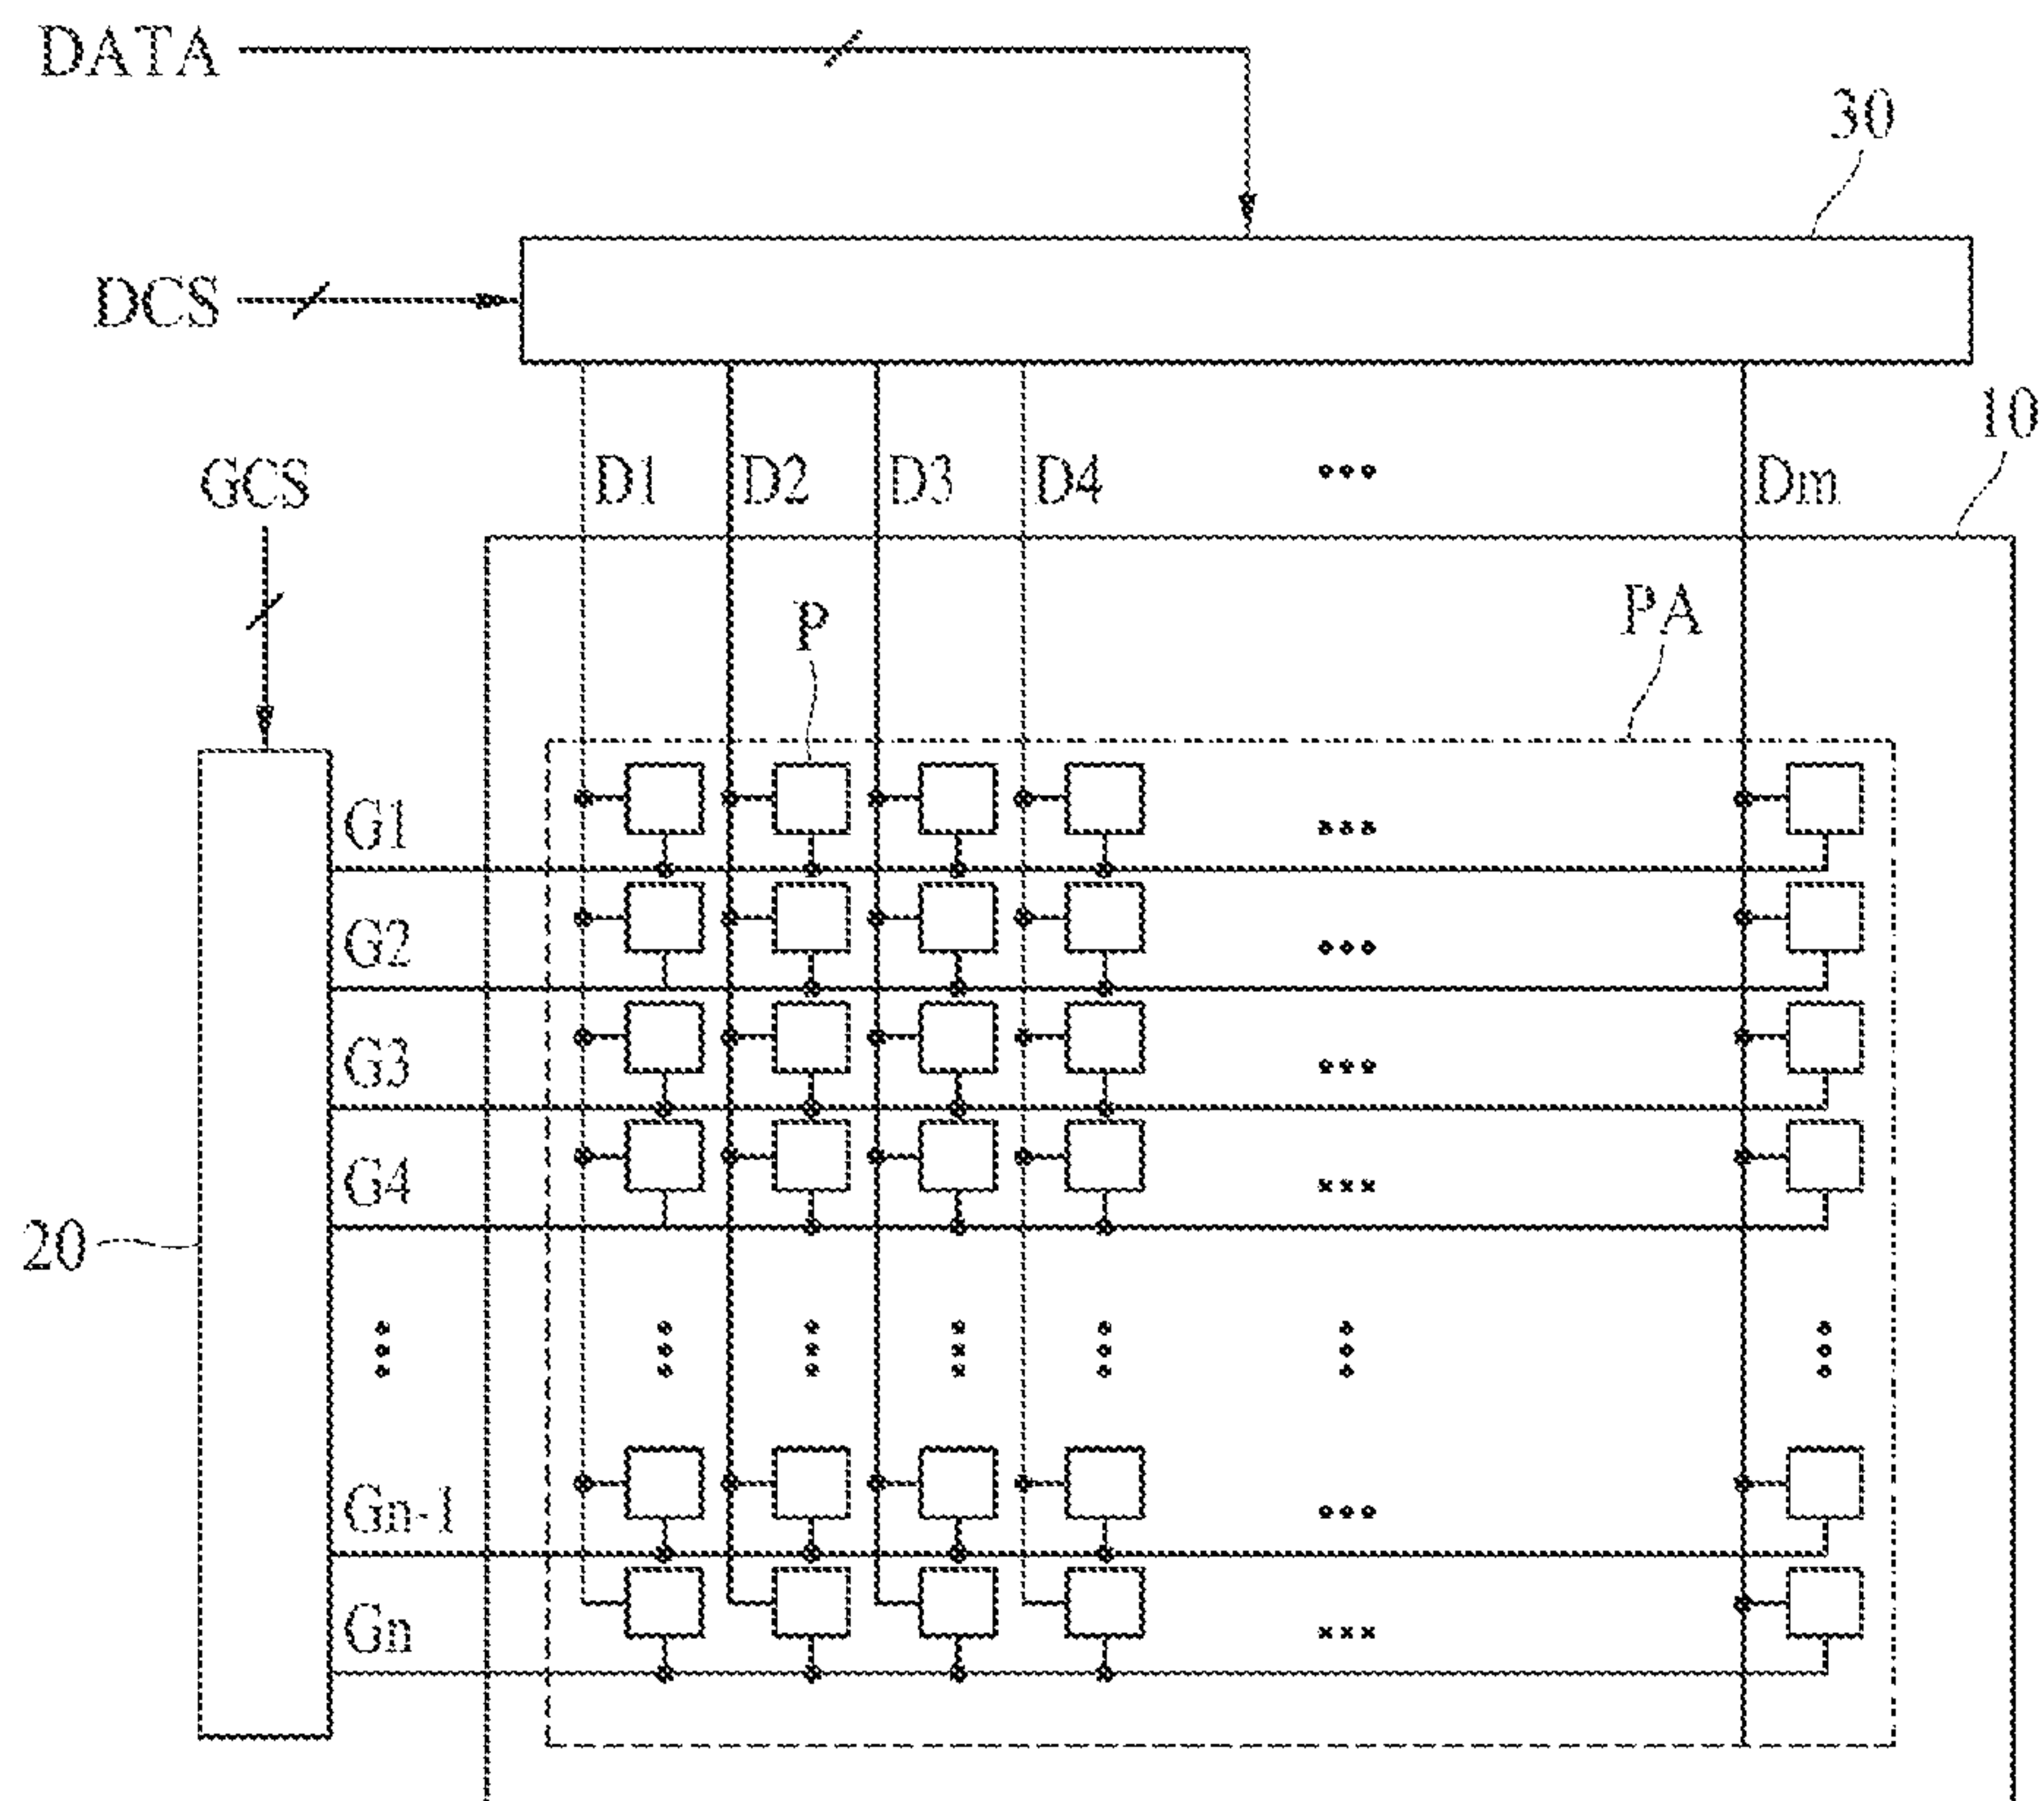 DATA
30
DCS
10
GCS
D1 D2 D3 D4 ... Dm
P
PA
G1
G2
G3
G4
20
Gn-1
Gn